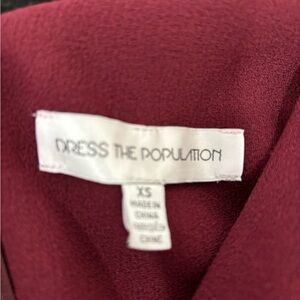 DRESS THE POPULATION
XS
MADE IN
CHINA
CHINE